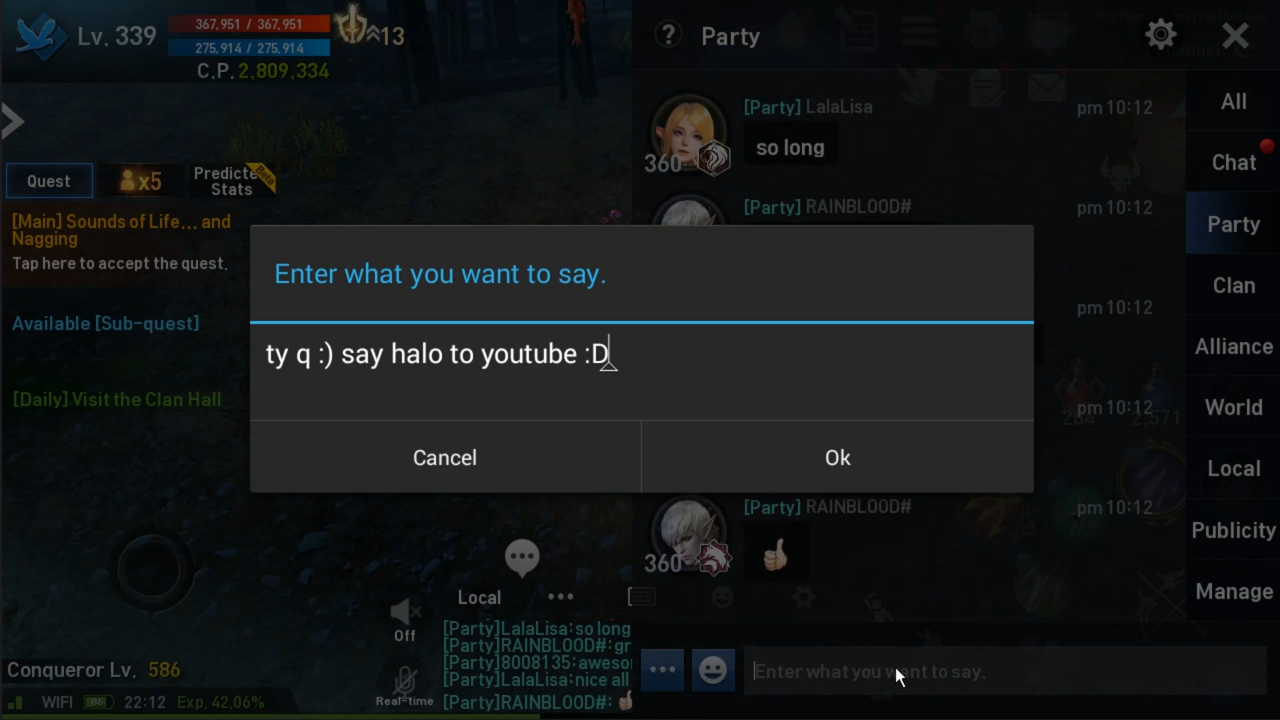 Lv. 339
367,951 / 367,951
275,914 / 275,914
13
C.P. 2,809,334
Quest
x5
Predicte
Stats
Beta
[Main] Sounds of Life... and
Nagging
Tap here to accept the quest.
Available [Sub-quest]
[Daily] Visit the Clan Hall
Enter what you want to say.
ty q :) say halo to youtube :D
Cancel
Ok
?
Party
[Party] LalaLisa
pm 10:12
so long
360
[Party] RAINBLOOD#
pm 10:12
pm 10:12
pm 10:12
[Party] RAINBLOOD#
pm 10:12
360
All
Chat
Party
Clan
Alliance
World
Local
Publicity
Manage
Local
Off
Real-time
[Party]LalaLisa:so long
[Party]RAINBLOOD#:gr
[Party]8008135:aweso
[Party]LalaLisa:nice all
[Party]RAINBLOOD#:
Enter what you want to say.
Conqueror Lv. 586
WIFI
22:12
Exp. 42.06%